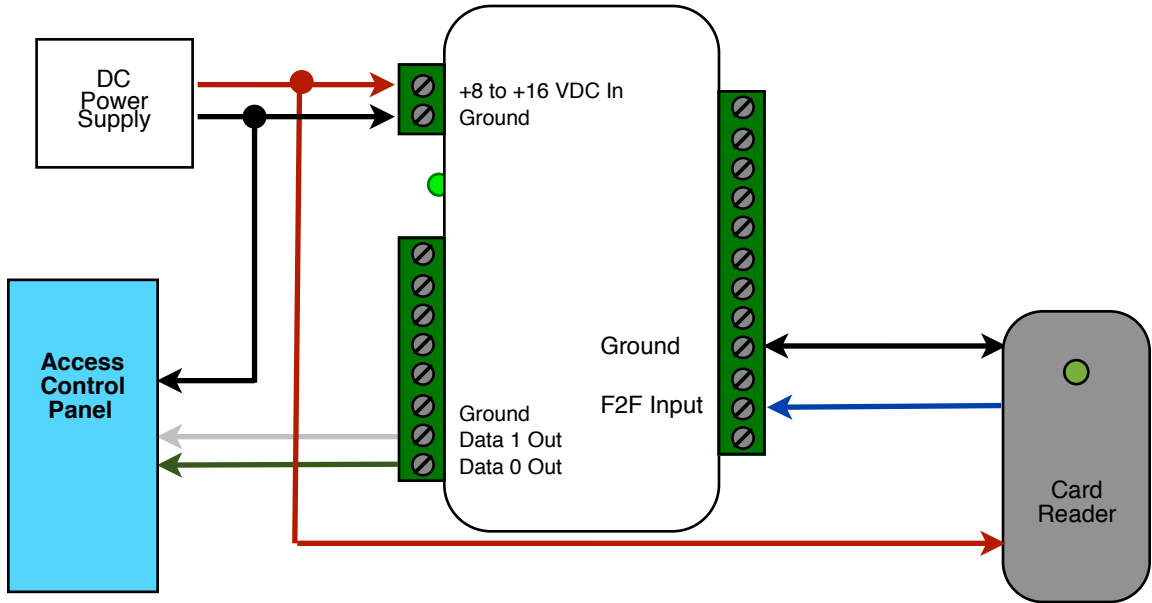 DC
Power
Supply
+8 to +16 VDC In
Ground
Access
Control
Panel
Ground
Data 1 Out
Data 0 Out
Ground
F2F Input
Card
Reader